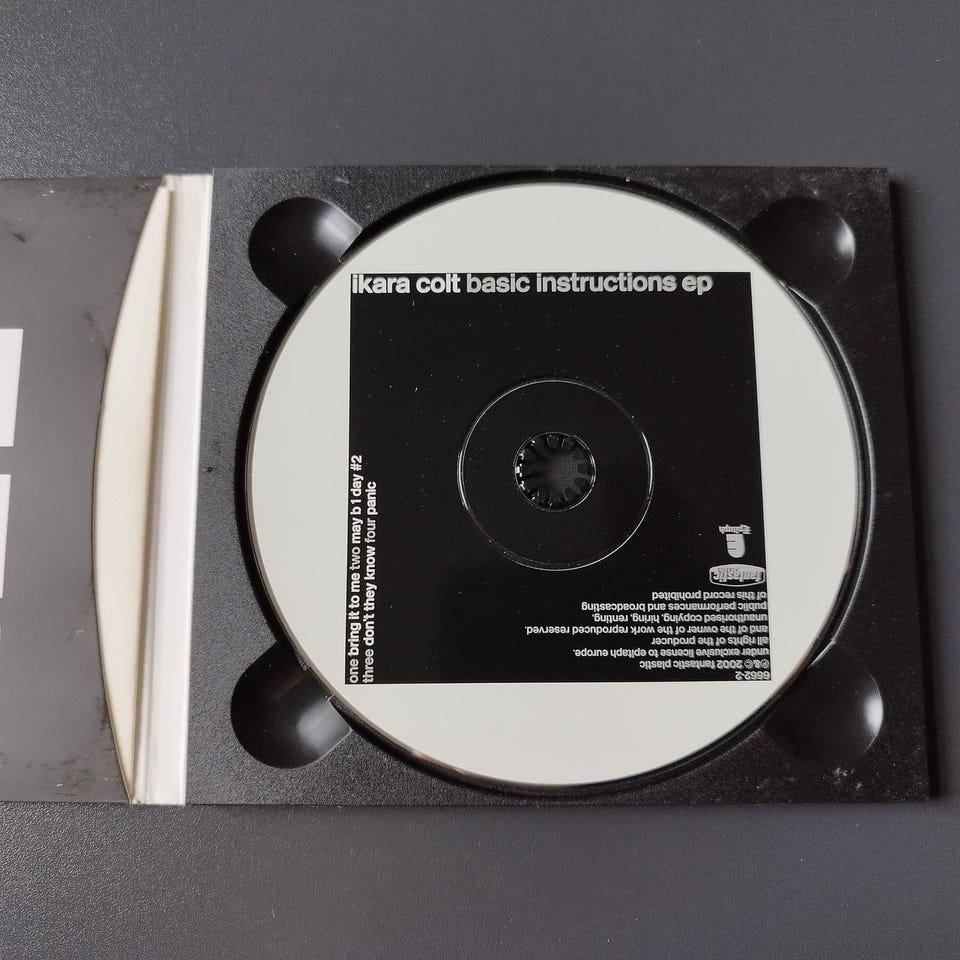 ikara colt basic instructions ep
one bring it to me two may b 1 day #2
three don't they know four panic
6662-2
℗&© 2002 fantastic plastic
under exclusive license to epitaph europe.
all rights of the producer
and of the owner of the work reproduced reserved.
unauthorised copying, hiring, renting,
public performances and broadcasting
of this record prohibited
fantastic
Epitaph